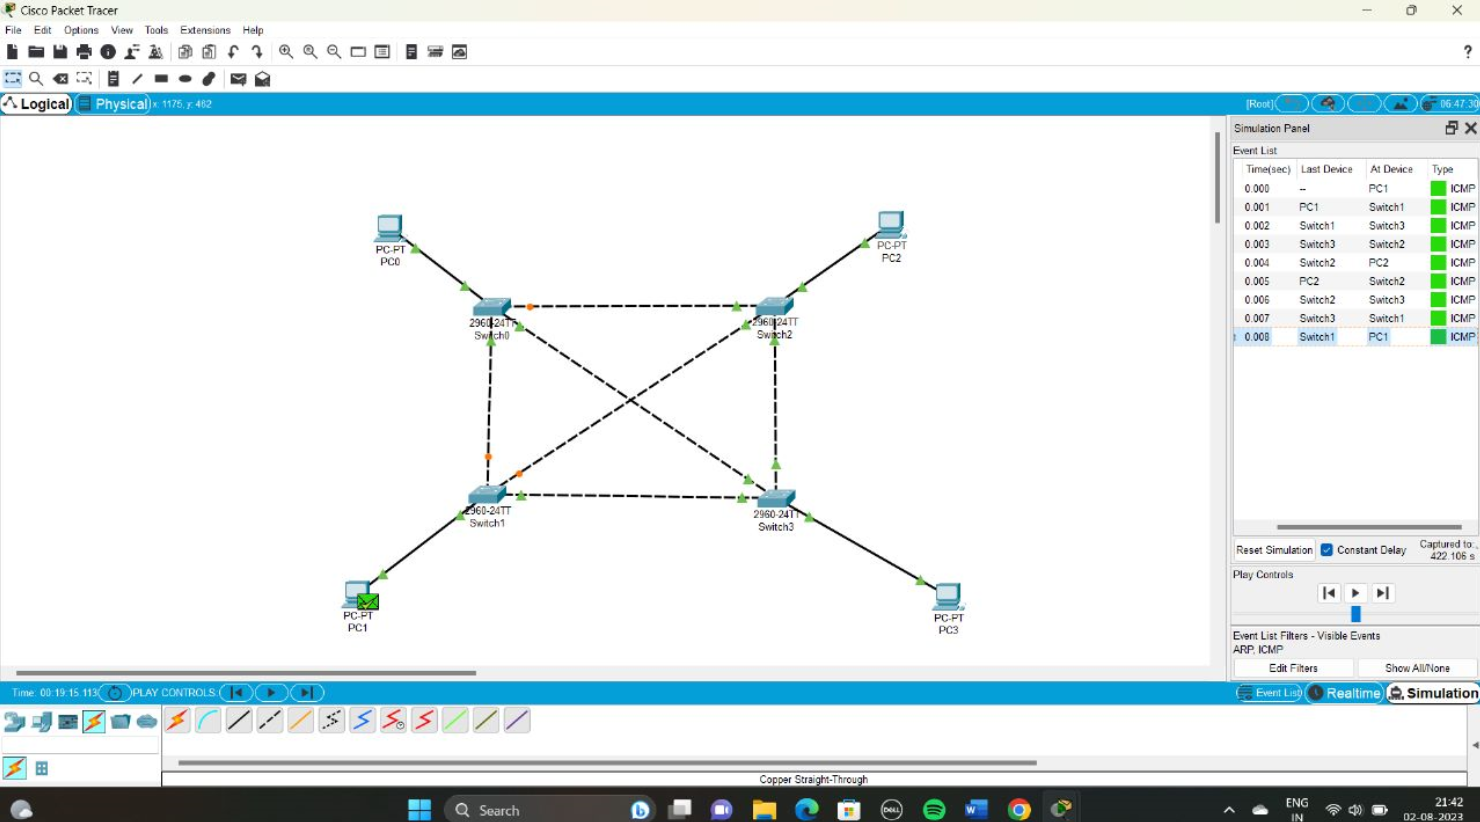 Cisco Packet Tracer
File Edit Options View Tools Extensions Help
?
Logical Physical x: 1175, y: 462 [Root] 06:47:30
Simulation Panel
Event List
Time(sec) Last Device At Device Type
0.000 -- PC1 ICMP
0.001 PC1 Switch1 ICMP
0.002 Switch1 Switch3 ICMP
0.003 Switch3 Switch2 ICMP
0.004 Switch2 PC2 ICMP
0.005 PC2 Switch2 ICMP
0.006 Switch2 Switch3 ICMP
0.007 Switch3 Switch1 ICMP
0.008 Switch1 PC1 ICMP
PC-PT
PC0
PC-PT
PC2
2960-24TT
Switch0
2960-24TT
Switch2
2960-24TT
Switch1
2960-24TT
Switch3
PC-PT
PC1
PC-PT
PC3
Reset Simulation Constant Delay Captured to:
422.106 s
Play Controls
Event List Filters - Visible Events
ARP, ICMP
Edit Filters Show All/None
Time: 00:19:15.113 PLAY CONTROLS: Event List Realtime Simulation
Copper Straight-Through
Search
DELL
ENG
IN
21:42
02-08-2023